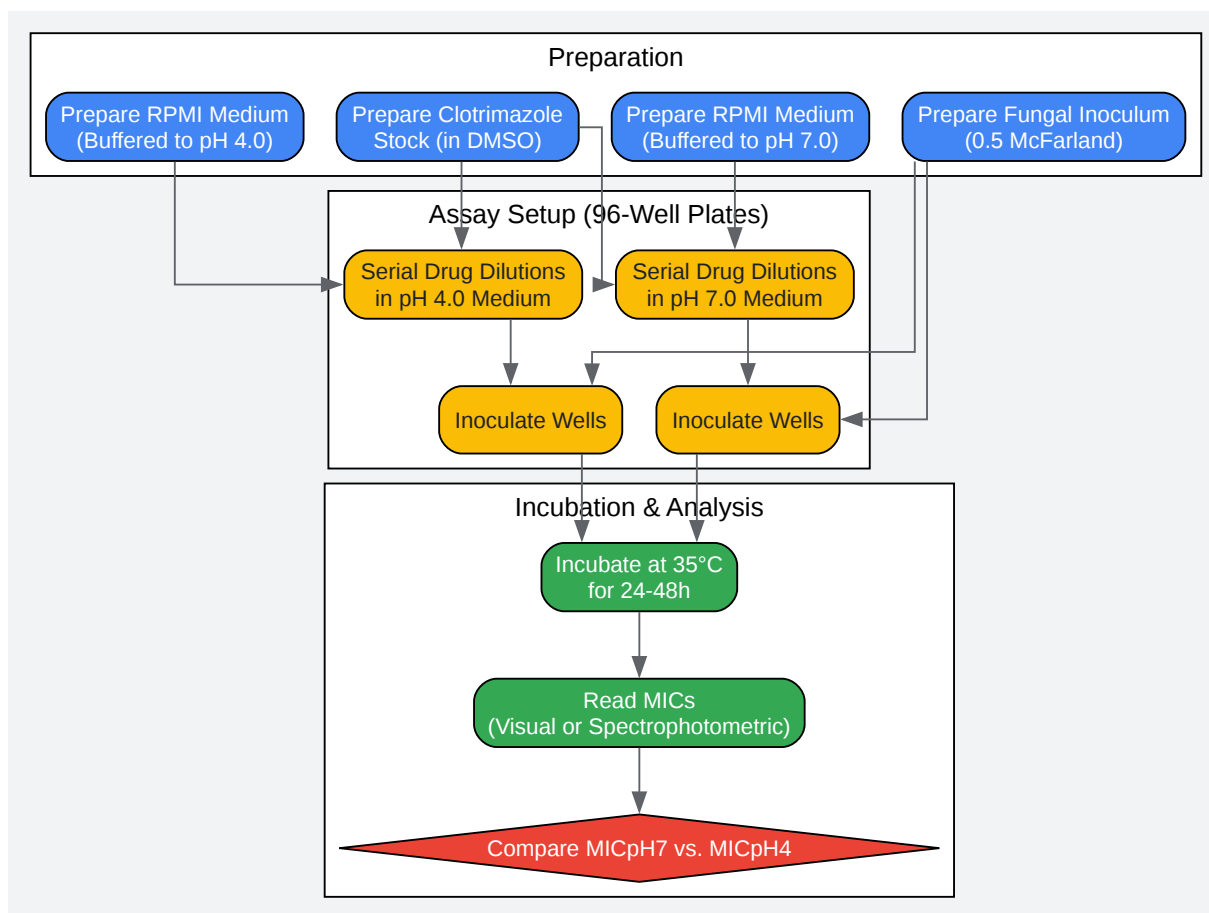 Preparation
Prepare RPMI Medium
(Buffered to pH 4.0)
Prepare Clotrimazole
Stock (in DMSO)
Prepare RPMI Medium
(Buffered to pH 7.0)
Prepare Fungal Inoculum
(0.5 McFarland)
Assay Setup (96-Well Plates)
Serial Drug Dilutions
in pH 4.0 Medium
Serial Drug Dilutions
in pH 7.0 Medium
Inoculate Wells
Inoculate Wells
Incubation & Analysis
Incubate at 35°C
for 24-48h
Read MICs
(Visual or Spectrophotometric)
Compare MICpH7 vs. MICpH4